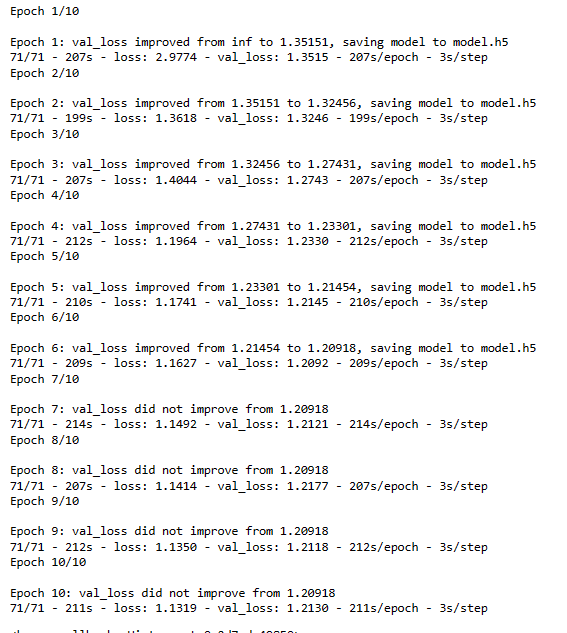 Epoch 1/10
Epoch 1: val_loss improved from inf to 1.35151, saving model to model.h5
71/71 - 207s - loss: 2.9774 - val_loss: 1.3515 - 207s/epoch - 3s/step
Epoch 2/10
Epoch 2: val_loss improved from 1.35151 to 1.32456, saving model to model.h5
71/71 - 199s - loss: 1.3618 - val_loss: 1.3246 - 199s/epoch - 3s/step
Epoch 3/10
Epoch 3: val_loss improved from 1.32456 to 1.27431, saving model to model.h5
71/71 - 207s - loss: 1.4044 - val_loss: 1.2743 - 207s/epoch - 3s/step
Epoch 4/10
Epoch 4: val_loss improved from 1.27431 to 1.23301, saving model to model.h5
71/71 - 212s - loss: 1.1964 - val_loss: 1.2330 - 212s/epoch - 3s/step
Epoch 5/10
Epoch 5: val_loss improved from 1.23301 to 1.21454, saving model to model.h5
71/71 - 210s - loss: 1.1741 - val_loss: 1.2145 - 210s/epoch - 3s/step
Epoch 6/10
Epoch 6: val_loss improved from 1.21454 to 1.20918, saving model to model.h5
71/71 - 209s - loss: 1.1627 - val_loss: 1.2092 - 209s/epoch - 3s/step
Epoch 7/10
Epoch 7: val_loss did not improve from 1.20918
71/71 - 214s - loss: 1.1492 - val_loss: 1.2121 - 214s/epoch - 3s/step
Epoch 8/10
Epoch 8: val_loss did not improve from 1.20918
71/71 - 207s - loss: 1.1414 - val_loss: 1.2177 - 207s/epoch - 3s/step
Epoch 9/10
Epoch 9: val_loss did not improve from 1.20918
71/71 - 212s - loss: 1.1350 - val_loss: 1.2118 - 212s/epoch - 3s/step
Epoch 10/10
Epoch 10: val_loss did not improve from 1.20918
71/71 - 211s - loss: 1.1319 - val_loss: 1.2130 - 211s/epoch - 3s/step